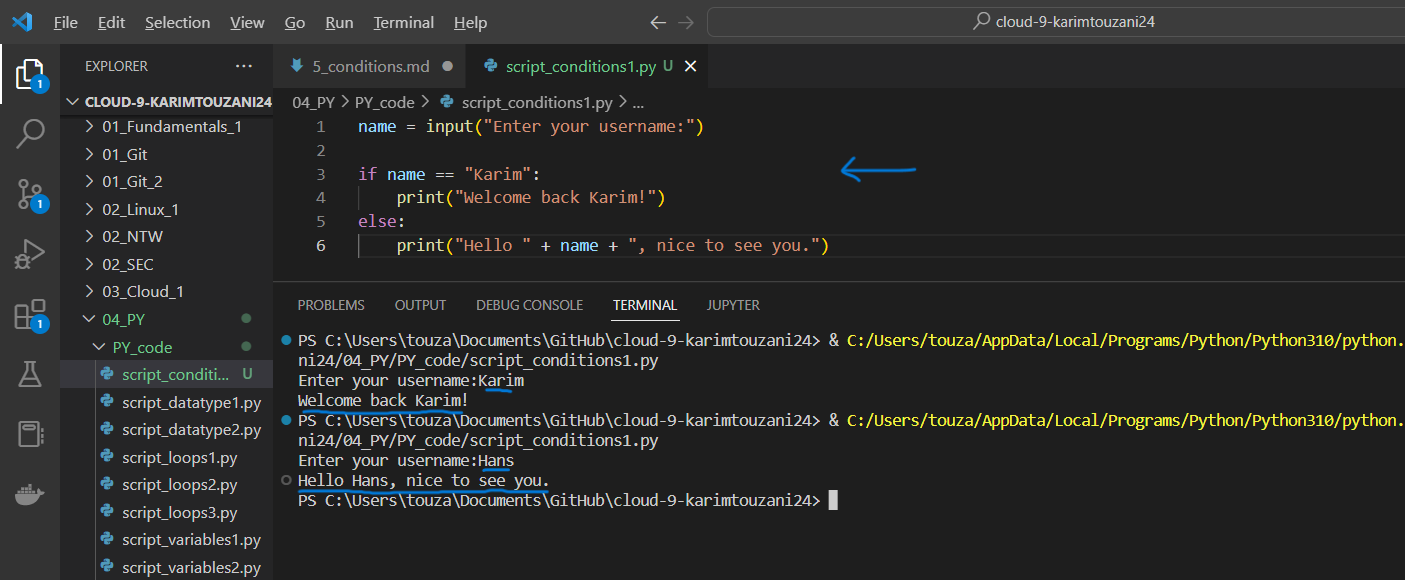 File Edit Selection View Go Run Terminal Help cloud-9-karimtouzani24
EXPLORER ... 5_conditions.md script_conditions1.py U
CLOUD-9-KARIMTOUZANI24
04_PY > PY_code > script_conditions1.py > ...
01_Fundamentals_1
01_Git
01_Git_2
02_Linux_1
02_NTW
02_SEC
03_Cloud_1
04_PY
PY_code
script_conditi... U
script_datatype1.py
script_datatype2.py
script_loops1.py
script_loops2.py
script_loops3.py
script_variables1.py
script_variables2.py
1
1
1
1 name = input("Enter your username:")
2
3 if name == "Karim":
4 print("Welcome back Karim!")
5 else:
6 print("Hello " + name + ", nice to see you.")
PROBLEMS OUTPUT DEBUG CONSOLE TERMINAL JUPYTER
PS C:\Users\touza\Documents\GitHub\cloud-9-karimtouzani24> & C:/Users/touza/AppData/Local/Programs/Python/Python310/python.
ni24/04_PY/PY_code/script_conditions1.py
Enter your username:Karim
Welcome back Karim!
PS C:\Users\touza\Documents\GitHub\cloud-9-karimtouzani24> & C:/Users/touza/AppData/Local/Programs/Python/Python310/python.
ni24/04_PY/PY_code/script_conditions1.py
Enter your username:Hans
Hello Hans, nice to see you.
PS C:\Users\touza\Documents\GitHub\cloud-9-karimtouzani24>